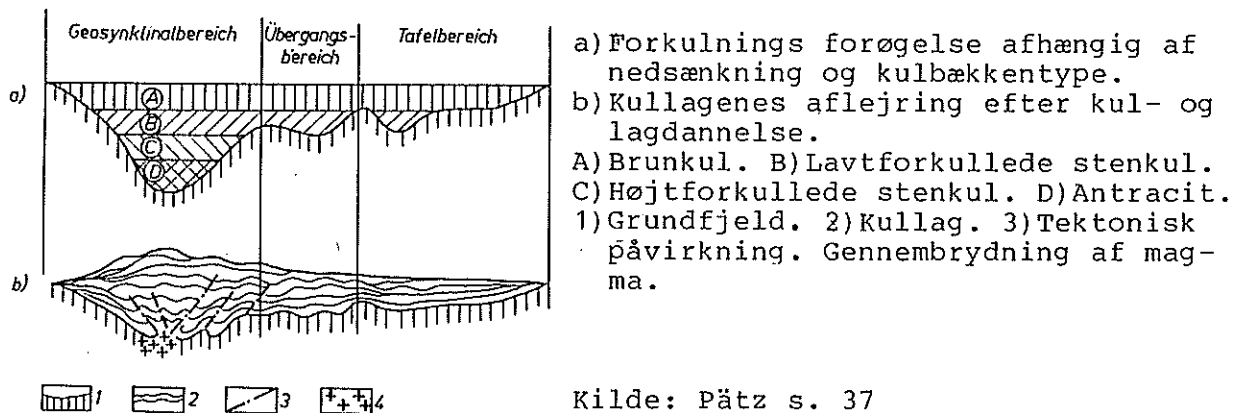 Geosynklinalbereich
Übergangs-
bereich
Tafelbereich
a)
A
B
C
D
b)
1
2
3
4
a)Forkulnings forøgelse afhængig af
nedsænkning og kulbækkentype.
b)Kullagenes aflejring efter kul- og
lagdannelse.
A)Brunkul. B)Lavtforkullede stenkul.
C)Højtforkullede stenkul. D)Antracit.
1)Grundfjeld. 2)Kullag. 3)Tektonisk
påvirkning. Gennembrydning af mag-
ma.
Kilde: Pätz s. 37